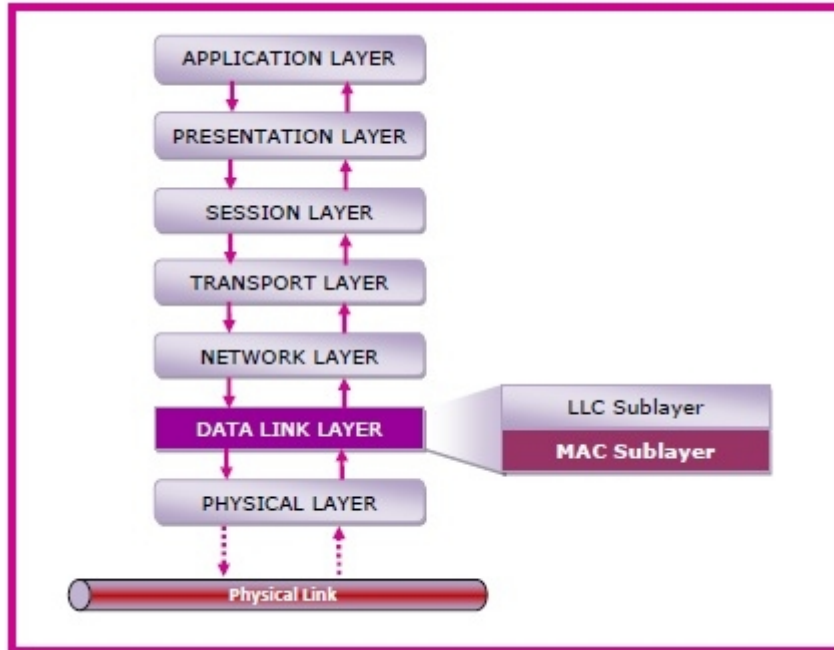 APPLICATION LAYER
PRESENTATION LAYER
SESSION LAYER
TRANSPORT LAYER
NETWORK LAYER
DATA LINK LAYER
LLC Sublayer
MAC Sublayer
PHYSICAL LAYER
Physical Link